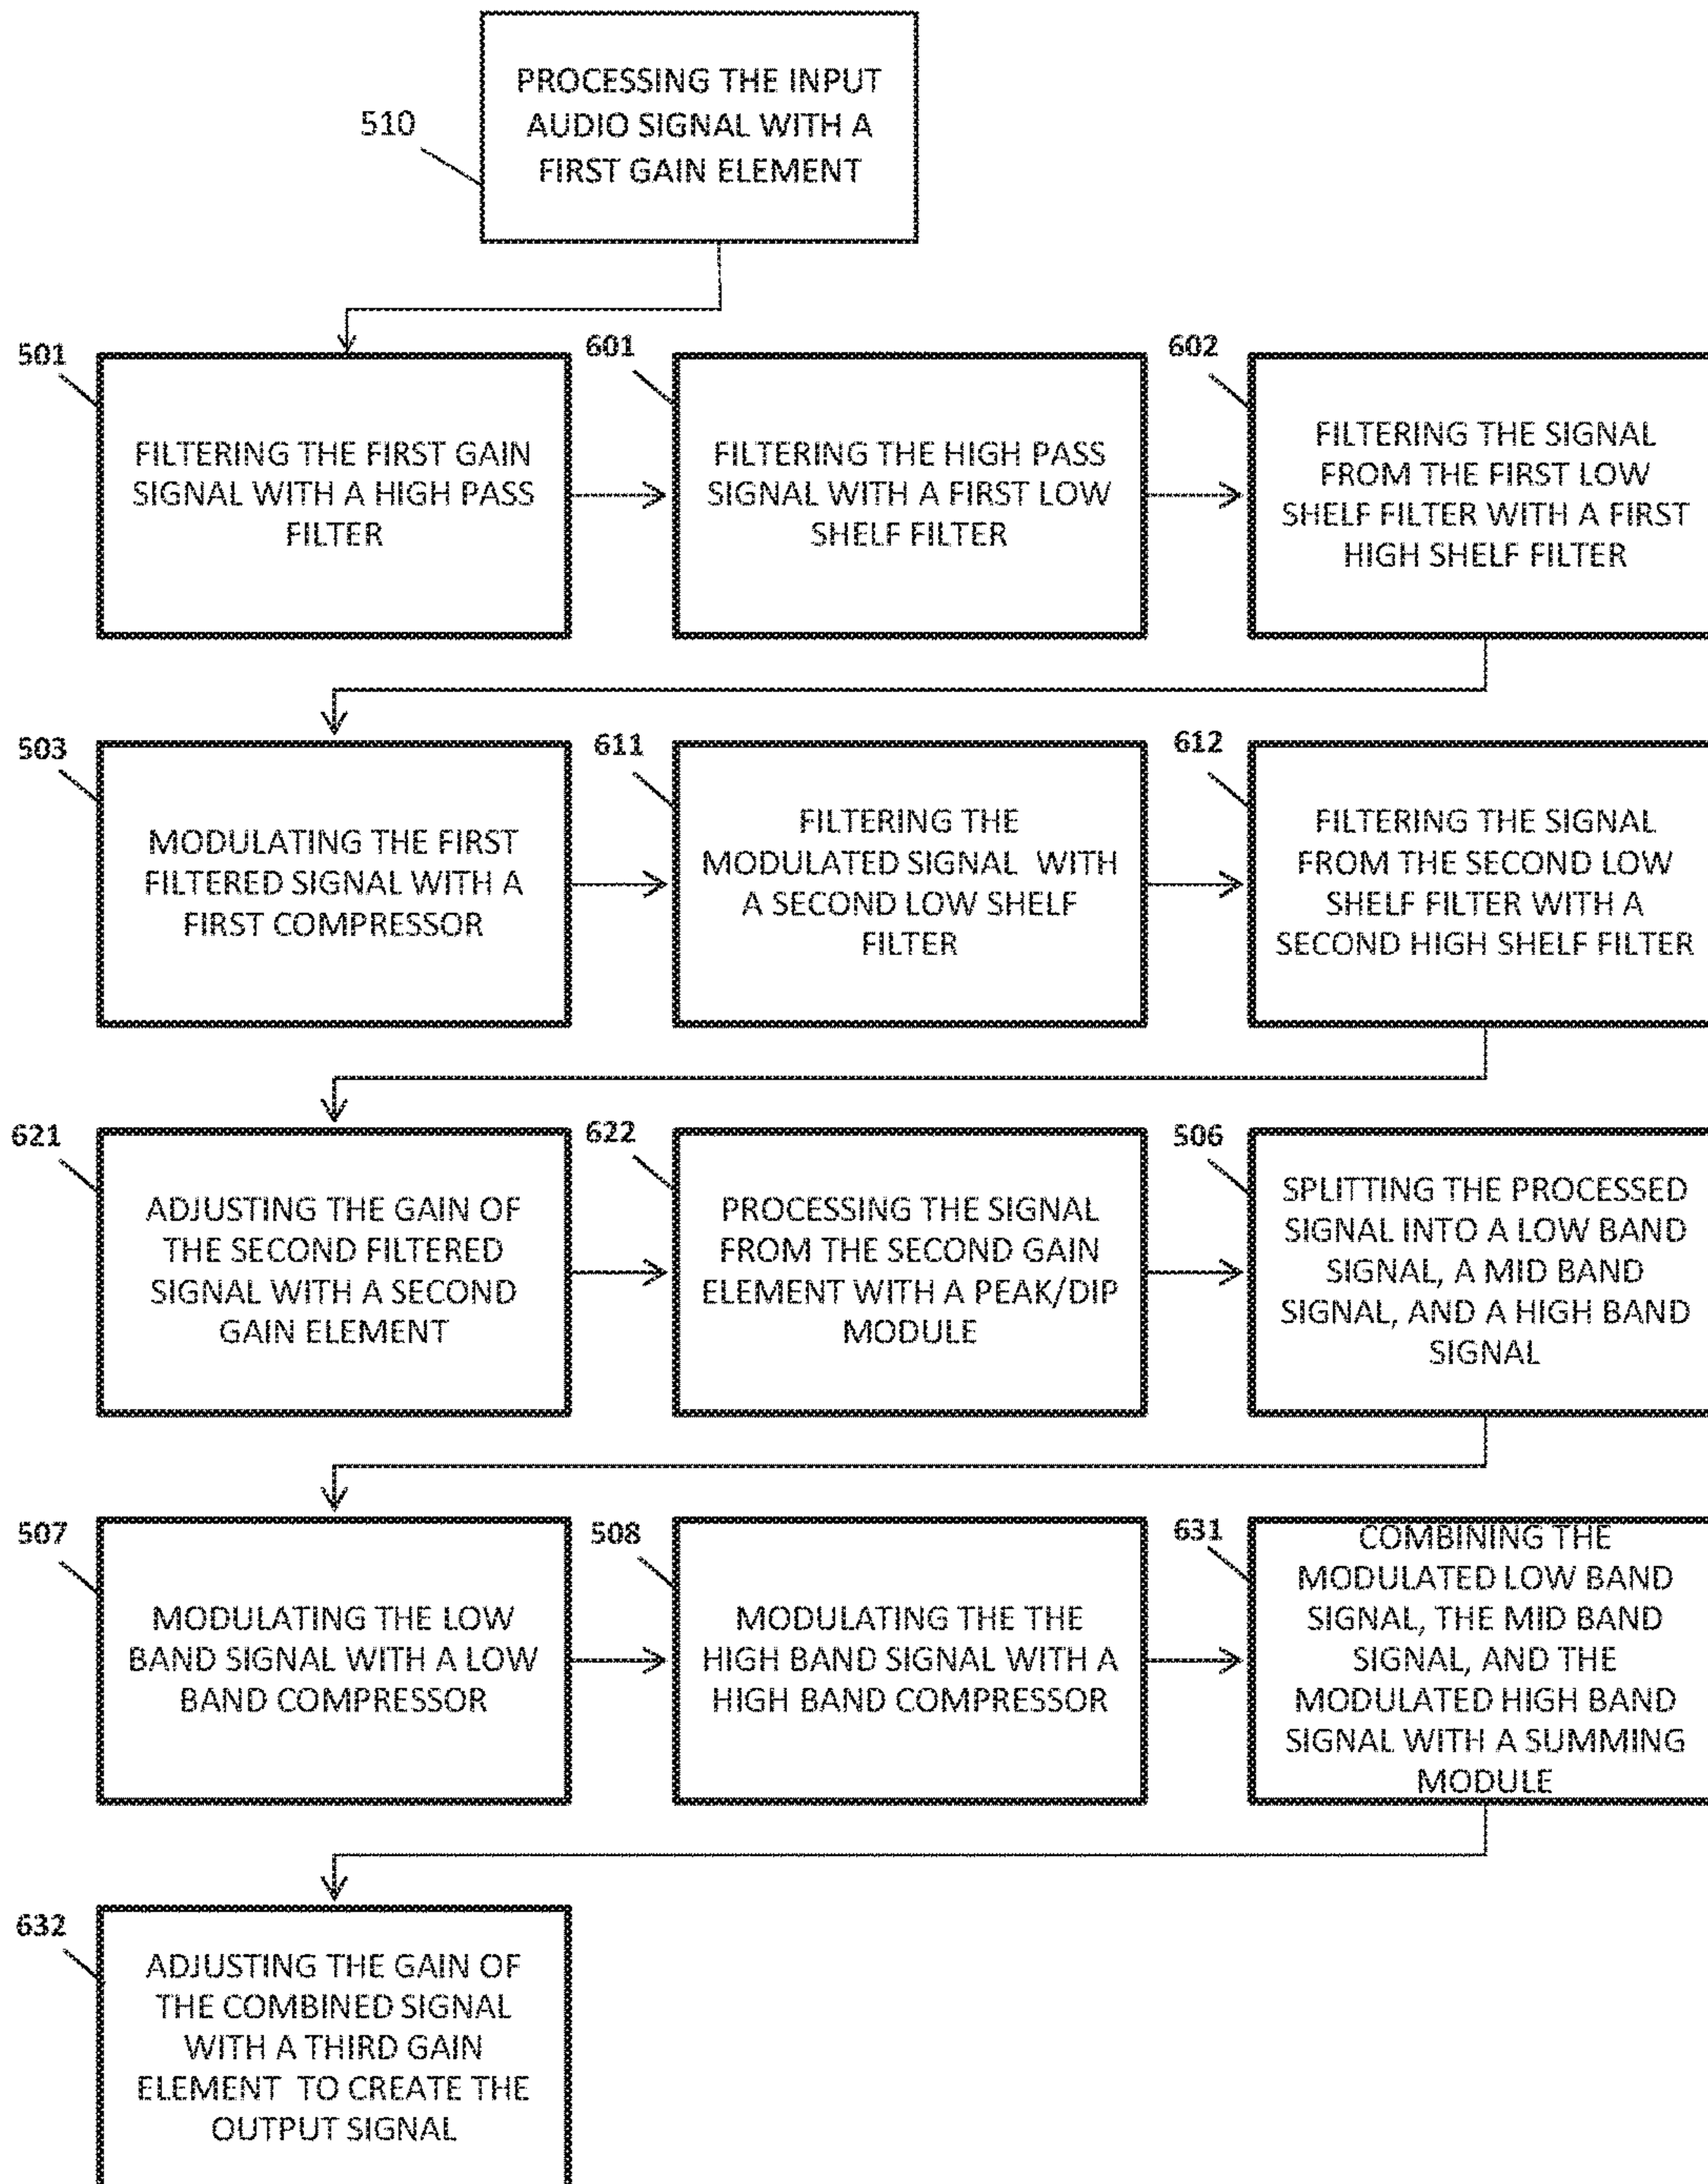 PROCESSING THE INPUT
AUDIO SIGNAL WITH A
FIRST GAIN ELEMENT
510
501
FILTERING THE FIRST GAIN
SIGNAL WITH A HIGH PASS
FILTER
601
FILTERING THE HIGH PASS
SIGNAL WITH A FIRST LOW
SHELF FILTER
602
FILTERING THE SIGNAL
FROM THE FIRST LOW
SHELF FILTER WITH A FIRST
HIGH SHELF FILTER
503
MODULATING THE FIRST
FILTERED SIGNAL WITH A
FIRST COMPRESSOR
611
FILTERING THE
MODULATED SIGNAL WITH
A SECOND LOW SHELF
FILTER
612
FILTERING THE SIGNAL
FROM THE SECOND LOW
SHELF FILTER WITH A
SECOND HIGH SHELF FILTER
621
ADJUSTING THE GAIN OF
THE SECOND FILTERED
SIGNAL WITH A SECOND
GAIN ELEMENT
622
PROCESSING THE SIGNAL
FROM THE SECOND GAIN
ELEMENT WITH A PEAK/DIP
MODULE
506
SPLITTING THE PROCESSED
SIGNAL INTO A LOW BAND
SIGNAL, A MID BAND
SIGNAL, AND A HIGH BAND
SIGNAL
507
MODULATING THE LOW
BAND SIGNAL WITH A LOW
BAND COMPRESSOR
508
MODULATING THE THE
HIGH BAND SIGNAL WITH A
HIGH BAND COMPRESSOR
631
COMBINING THE
MODULATED LOW BAND
SIGNAL, THE MID BAND
SIGNAL, AND THE
MODULATED HIGH BAND
SIGNAL WITH A SUMMING
MODULE
632
ADJUSTING THE GAIN OF
THE COMBINED SIGNAL
WITH A THIRD GAIN
ELEMENT TO CREATE THE
OUTPUT SIGNAL